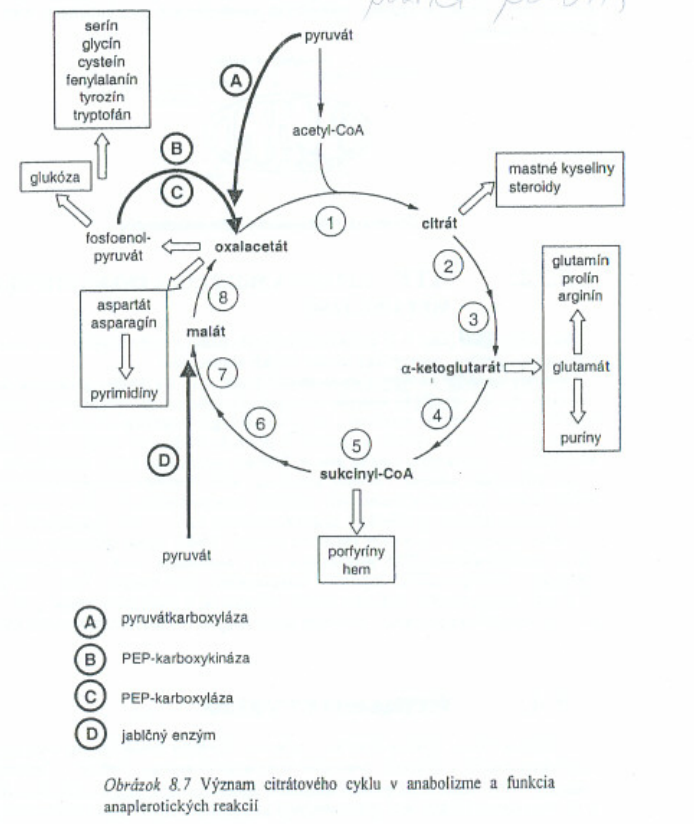 pyruvát
serín
glycín
cysteín
fenylalanín
tyrozín
tryptofán
A
acetyl-CoA
B
C
glukóza
mastné kyseliny
steroidy
1
citrát
fosfoenol-
pyruvát
oxalacetát
2
glutamín
prolín
arginín
8
aspartát
asparagín
3
malát
α-ketoglutarát
glutamát
7
pyrimidíny
4
6
puríny
5
D
sukcinyl-CoA
pyruvát
porfyríny
hem
A pyruvátkarboxyláza
B PEP-karboxykináza
C PEP-karboxyláza
D jablčný enzým
Obrázok 8.7 Význam citrátového cyklu v anabolizme a funkcia
anaplerotických reakcií